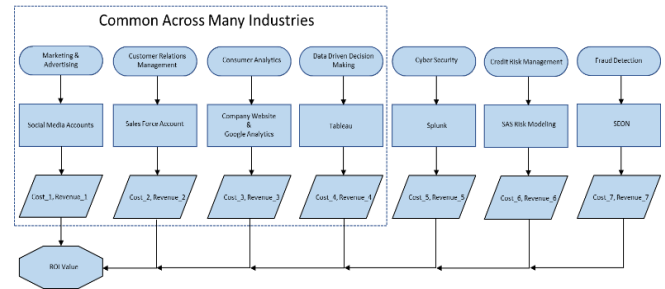 Common Across Many Industries
Marketing &
Advertising
Customer Relations
Management
Consumer Analytics
Data Driven Decision
Making
Cyber Security
Credit Risk Management
Fraud Detection
Social Media Accounts
Sales Force Account
Company Website
&
Google Analytics
Tableau
Splunk
SAS Risk Modeling
SEON
Cost_1, Revenue_1
Cost_2, Revenue_2
Cost_3, Revenue_3
Cost_4, Revenue_4
Cost_5, Revenue_5
Cost_6, Revenue_6
Cost_7, Revenue_7
ROI Value